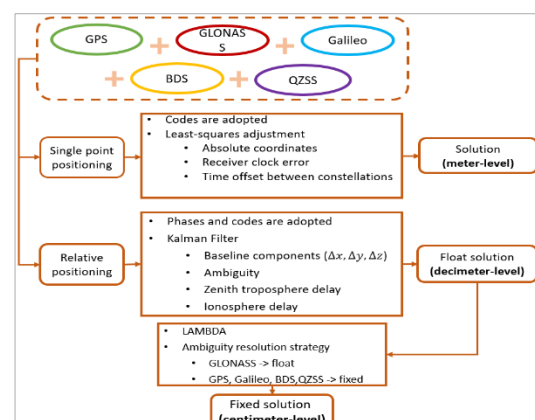 GPS
GLONAS
S
Galileo
BDS
QZSS
Single point
positioning
• Codes are adopted
• Least-squares adjustment
• Absolute coordinates
• Receiver clock error
• Time offset between constellations
Solution
(meter-level)
Relative
positioning
• Phases and codes are adopted
• Kalman Filter
• Baseline components (Δx, Δy, Δz)
• Ambiguity
• Zenith troposphere delay
• Ionosphere delay
Float solution
(decimeter-level)
• LAMBDA
• Ambiguity resolution strategy
• GLONASS -> float
• GPS, Galileo, BDS,QZSS -> fixed
Fixed solution
(centimeter-level)